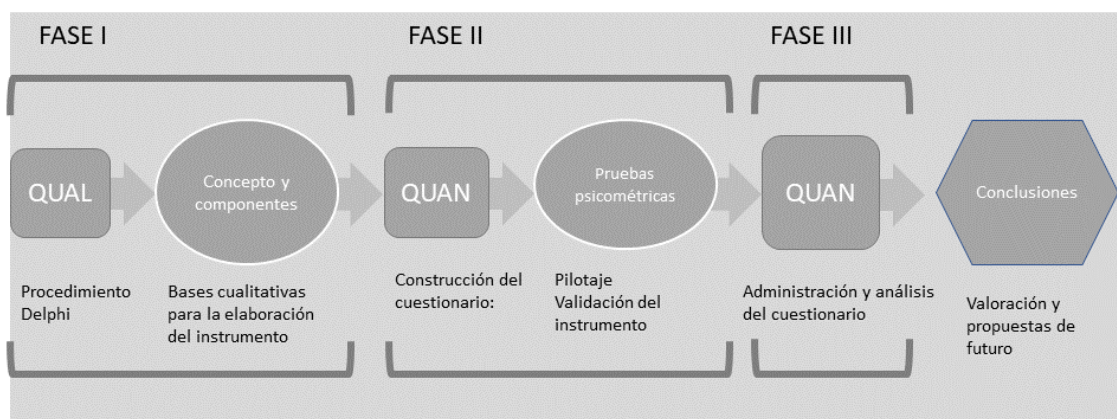 FASE I
FASE II
FASE III
QUAL
Concepto y
componentes
QUAN
Pruebas
psicométricas
QUAN
Conclusiones
Procedimiento
Delphi
Bases cualitativas
para la elaboración
del instrumento
Construcción del
cuestionario:
Pilotaje
Validación del
instrumento
Administración y análisis
del cuestionario
Valoración y
propuestas de
futuro